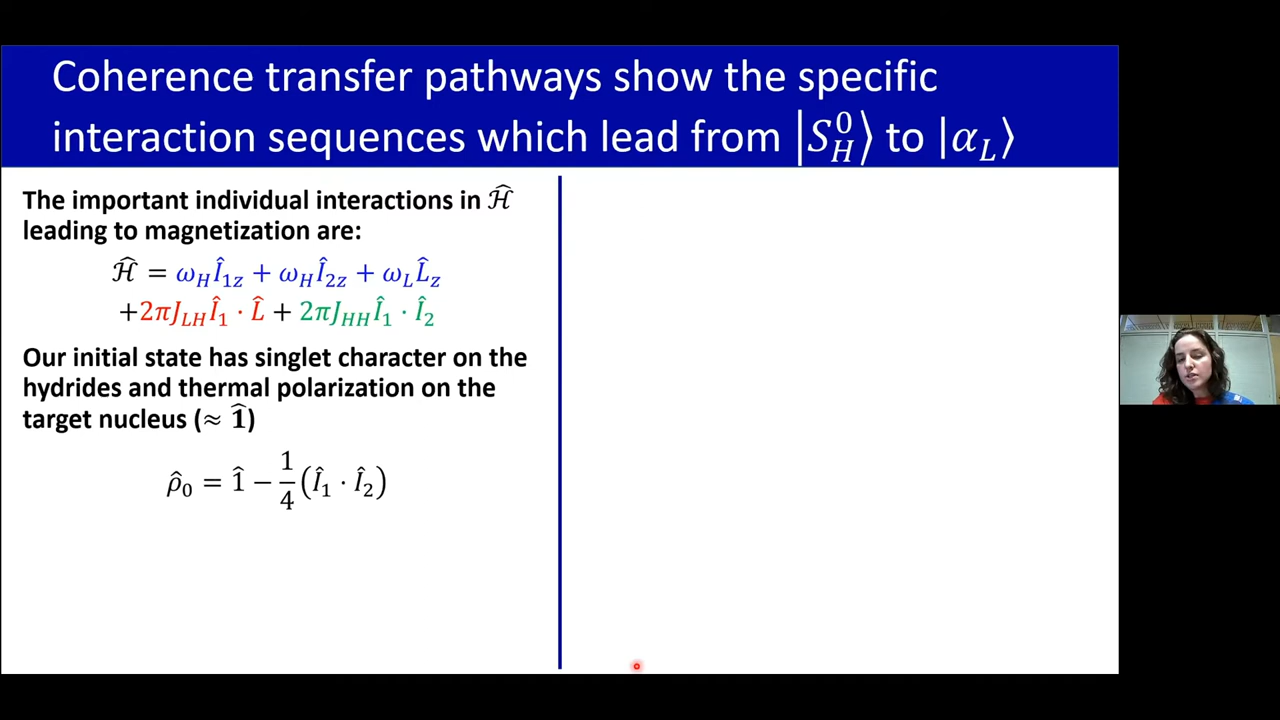 Coherence transfer pathways show the specific
interaction sequences which lead from |S_H^0⟩ to |α_L⟩
The important individual interactions in ℋ̂
leading to magnetization are:
ℋ̂ = ω_H Î_1z + ω_H Î_2z + ω_L L̂_z
+2πJ_LH Î_1 · L̂ + 2πJ_HH Î_1 · Î_2
Our initial state has singlet character on the
hydrides and thermal polarization on the
target nucleus (≈ 1̂)
ρ̂_0 = 1̂ − 1/4 (Î_1 · Î_2)